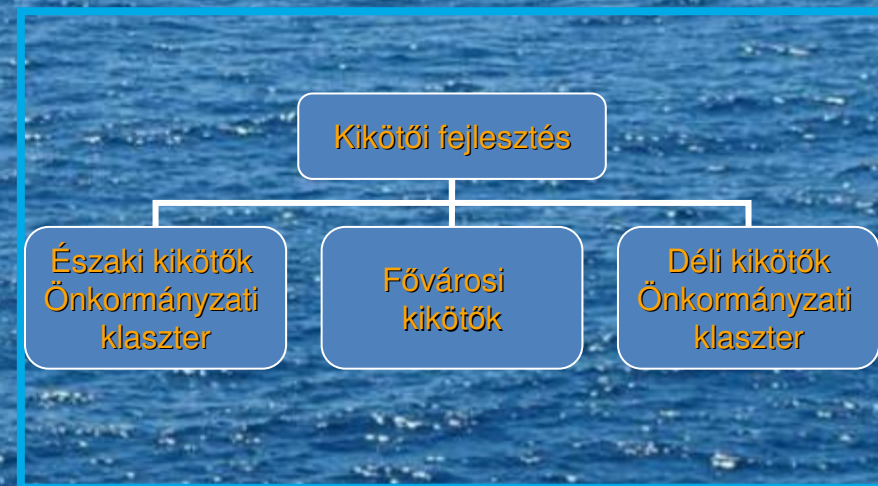 Kikötői fejlesztés
Északi kikötők
Önkormányzati
klaszter
Fővárosi
kikötők
Déli kikötők
Önkormányzati
klaszter